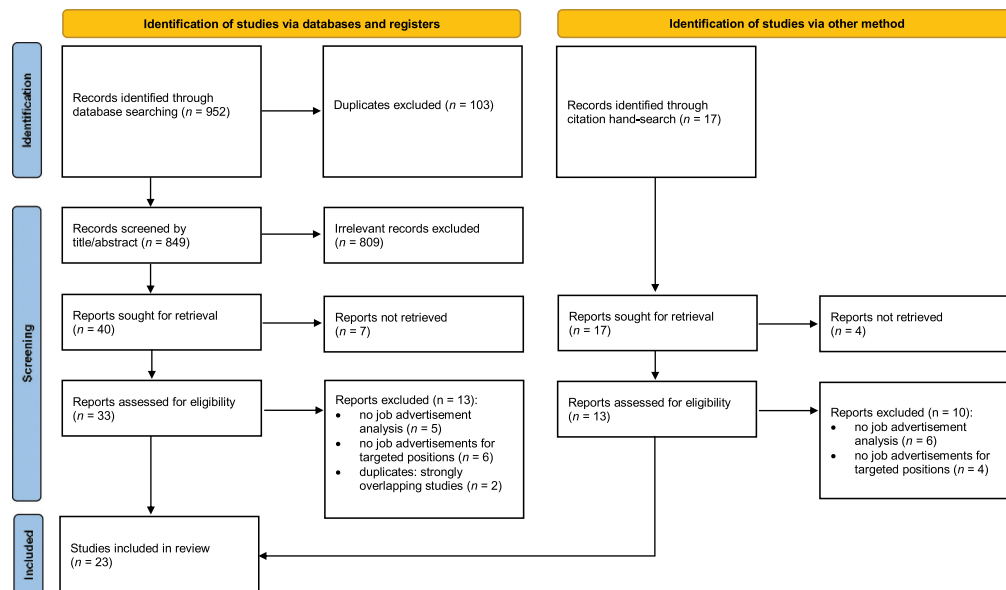 Identification of studies via databases and registers
Identification of studies via other method
Identification
Records identified through
database searching (n = 952)
Duplicates excluded (n = 103)
Records identified through
citation hand-search (n = 17)
Screening
Records screened by
title/abstract (n = 849)
Irrelevant records excluded
(n = 809)
Reports sought for retrieval
(n = 40)
Reports not retrieved
(n = 7)
Reports sought for retrieval
(n = 17)
Reports not retrieved
(n = 4)
Reports assessed for eligibility
(n = 33)
Reports excluded (n = 13):
• no job advertisement
analysis (n = 5)
• no job advertisements for
targeted positions (n = 6)
• duplicates: strongly
overlapping studies (n = 2)
Reports assessed for eligibility
(n = 13)
Reports excluded (n = 10):
• no job advertisement
analysis (n = 6)
• no job advertisements for
targeted positions (n = 4)
Included
Studies included in review
(n = 23)